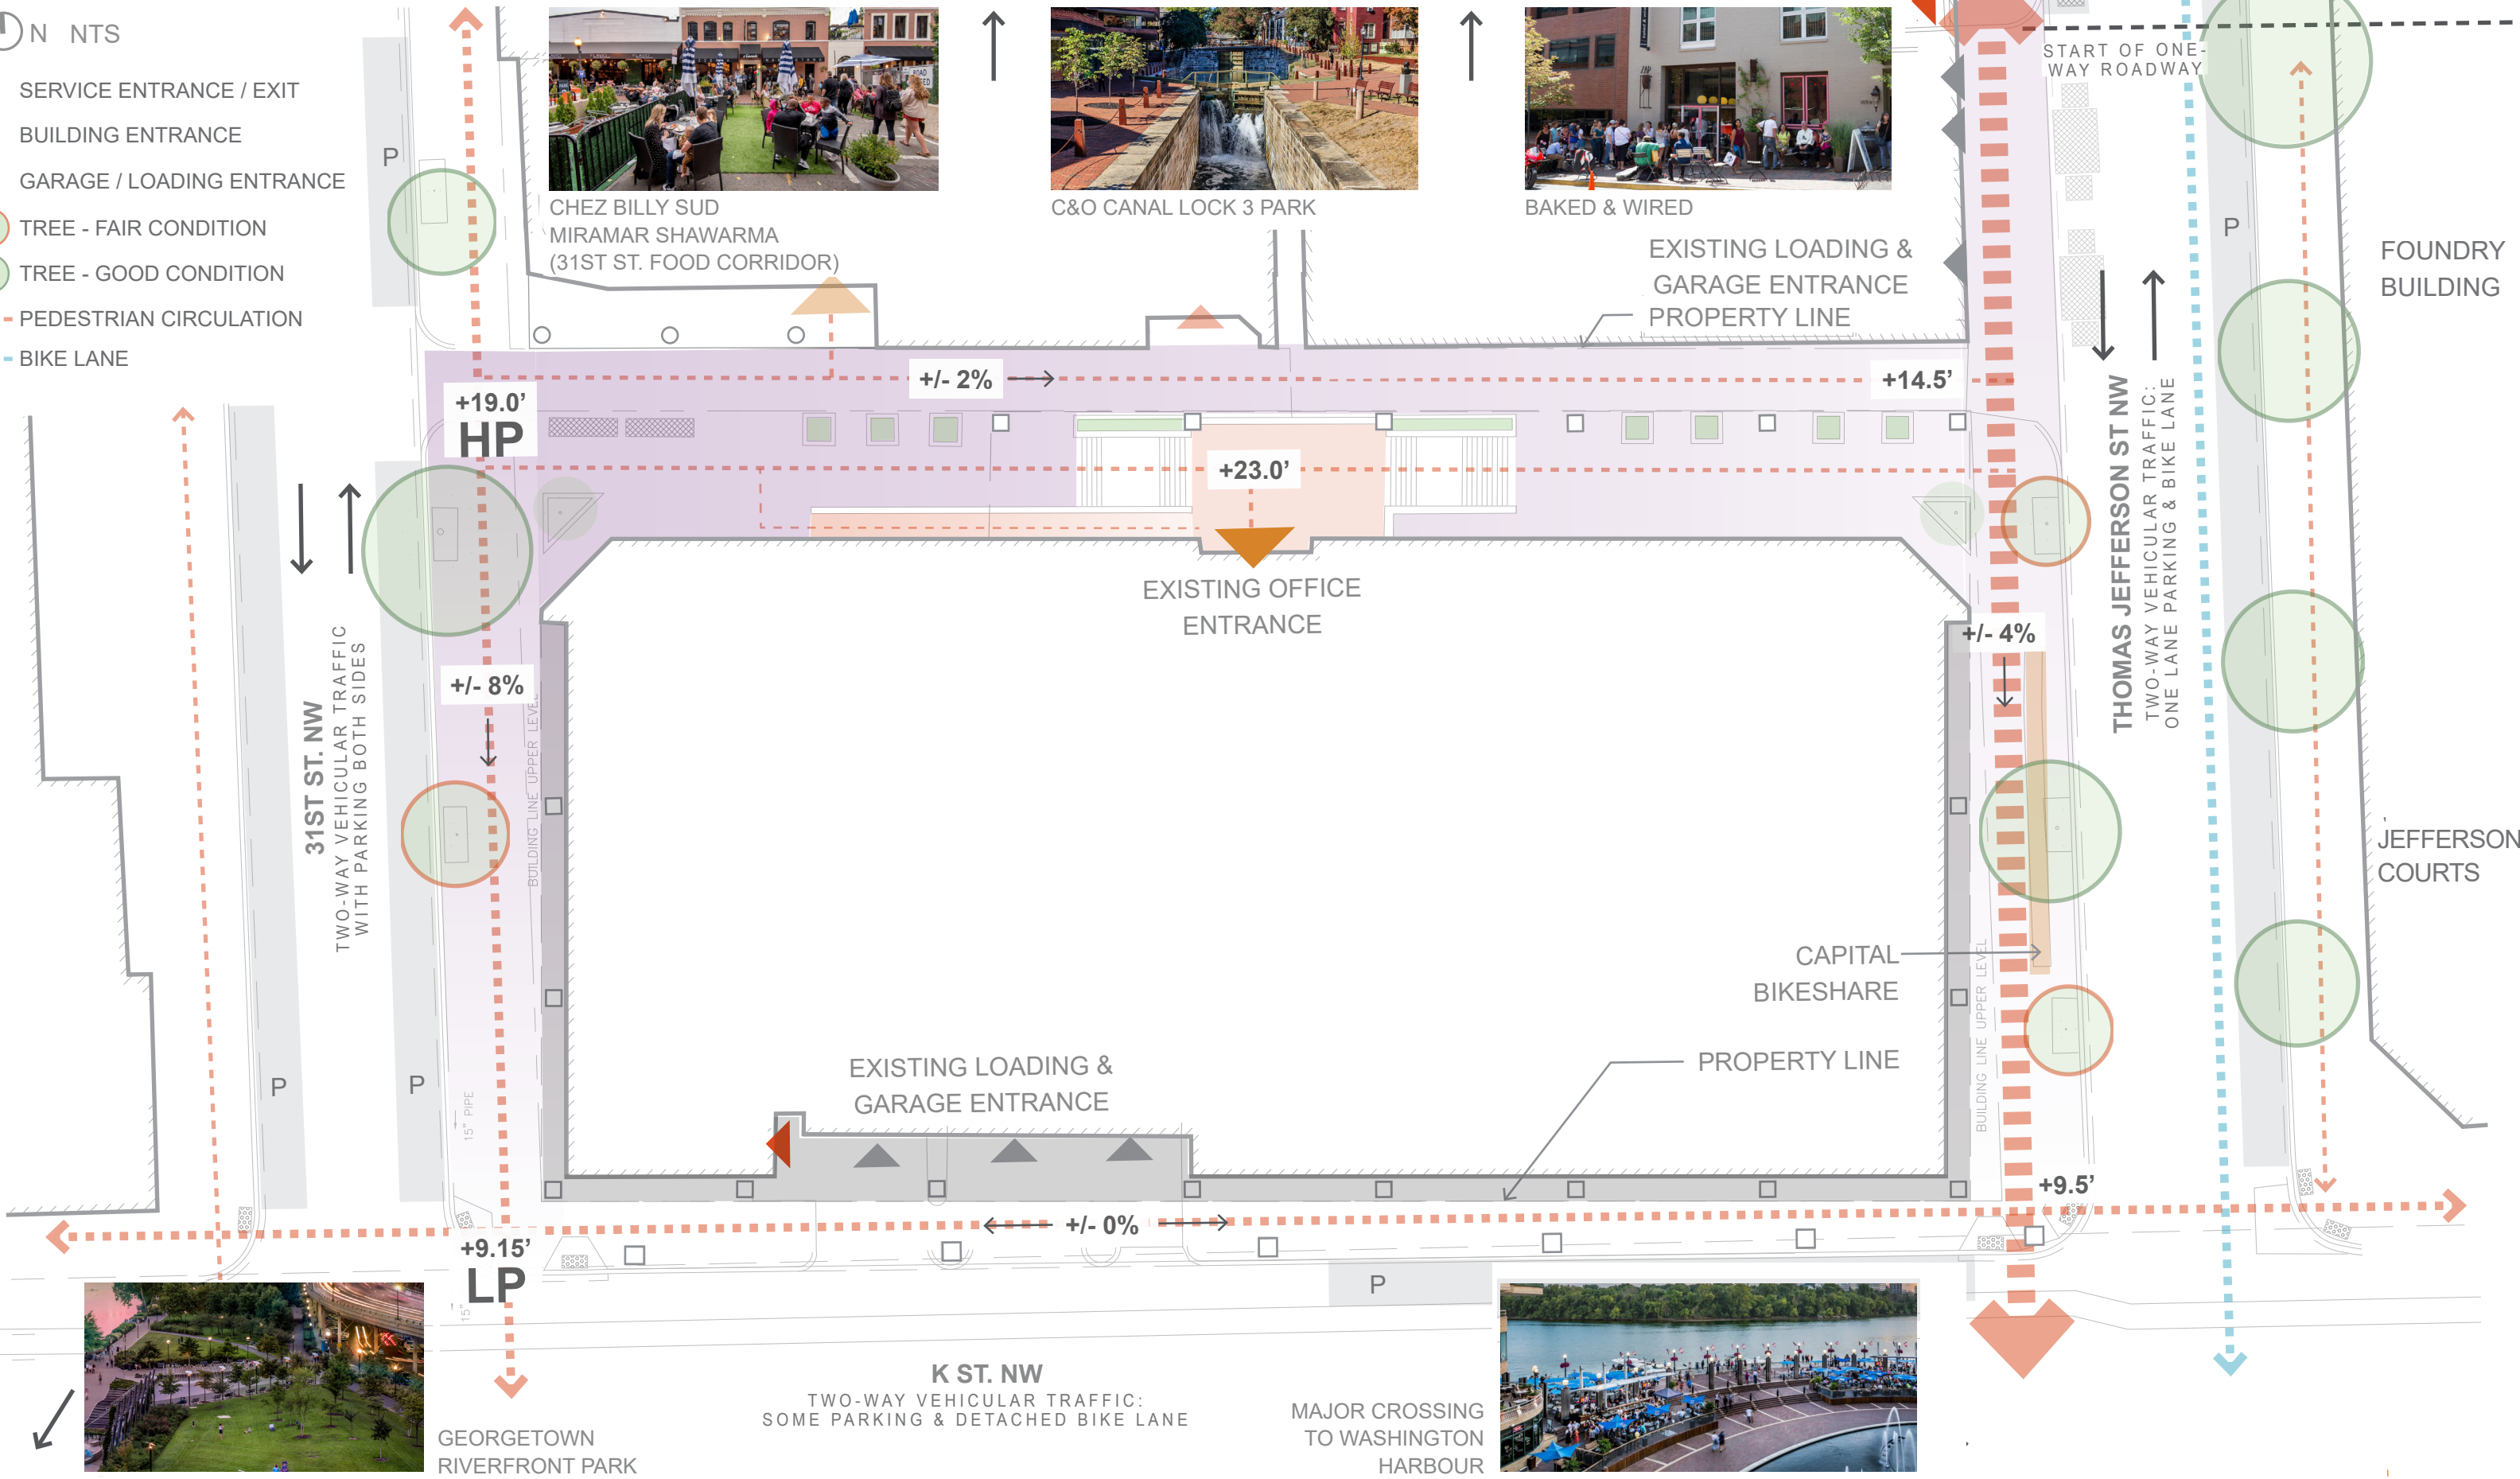 N NTS
SERVICE ENTRANCE / EXIT
BUILDING ENTRANCE
GARAGE / LOADING ENTRANCE
TREE - FAIR CONDITION
TREE - GOOD CONDITION
PEDESTRIAN CIRCULATION
BIKE LANE
P
CHEZ BILLY SUD
MIRAMAR SHAWARMA
(31ST ST. FOOD CORRIDOR)
C&O CANAL LOCK 3 PARK
BAKED & WIRED
START OF ONE-
WAY ROADWAY
EXISTING LOADING &
GARAGE ENTRANCE
PROPERTY LINE
P
FOUNDRY
BUILDING
+/- 2%
+14.5’
+19.0’
HP
+23.0’
EXISTING OFFICE
ENTRANCE
31ST ST. NW
TWO-WAY VEHICULAR TRAFFIC
WITH PARKING BOTH SIDES
+/- 8%
BUILDING LINE UPPER LEVEL
+/- 4%
THOMAS JEFFERSON ST NW
TWO-WAY VEHICULAR TRAFFIC:
ONE LANE PARKING & BIKE LANE
JEFFERSON
COURTS
CAPITAL
BIKESHARE
BUILDING LINE UPPER LEVEL
PROPERTY LINE
EXISTING LOADING &
GARAGE ENTRANCE
P
P
15" PIPE
+9.5’
+/- 0%
+9.15’
LP
15"
P
K ST. NW
TWO-WAY VEHICULAR TRAFFIC:
SOME PARKING & DETACHED BIKE LANE
GEORGETOWN
RIVERFRONT PARK
MAJOR CROSSING
TO WASHINGTON
HARBOUR